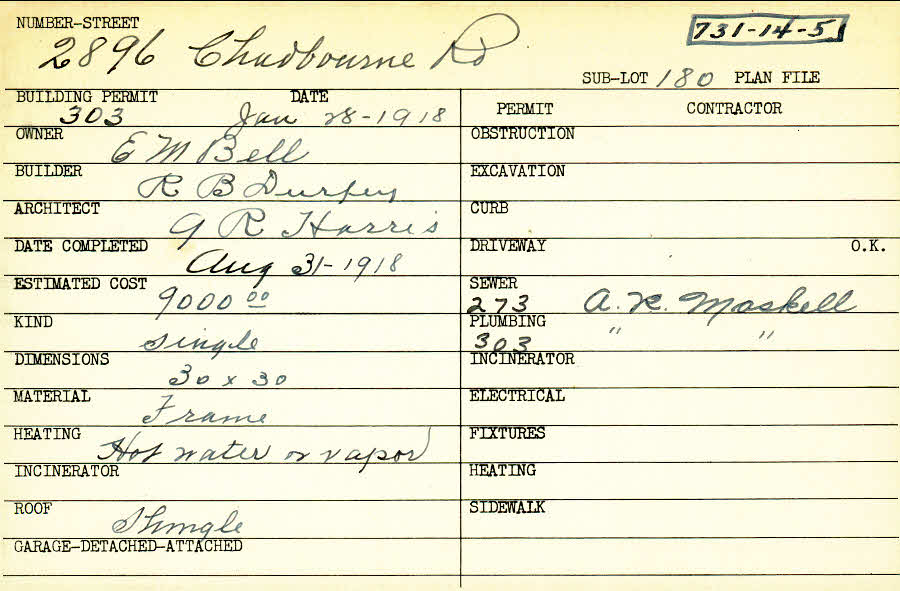 NUMBER-STREET
2896 Chadbourne Rd
731-14-5
SUB-LOT 180 PLAN FILE
BUILDING PERMIT DATE
303 Jan 28-1918
OWNER
E M Bell
BUILDER
R B Durfey
ARCHITECT
G R Harris
DATE COMPLETED
Aug 31-1918
ESTIMATED COST
9000 00
KIND
single
DIMENSIONS
30 x 30
MATERIAL
Frame
HEATING
Hot water or vapor
INCINERATOR
ROOF
Shingle
GARAGE-DETACHED-ATTACHED
PERMIT CONTRACTOR
OBSTRUCTION
EXCAVATION
CURB
DRIVEWAY O.K.
SEWER
273 A. R. Maskell
PLUMBING
303 " "
INCINERATOR
ELECTRICAL
FIXTURES
HEATING
SIDEWALK